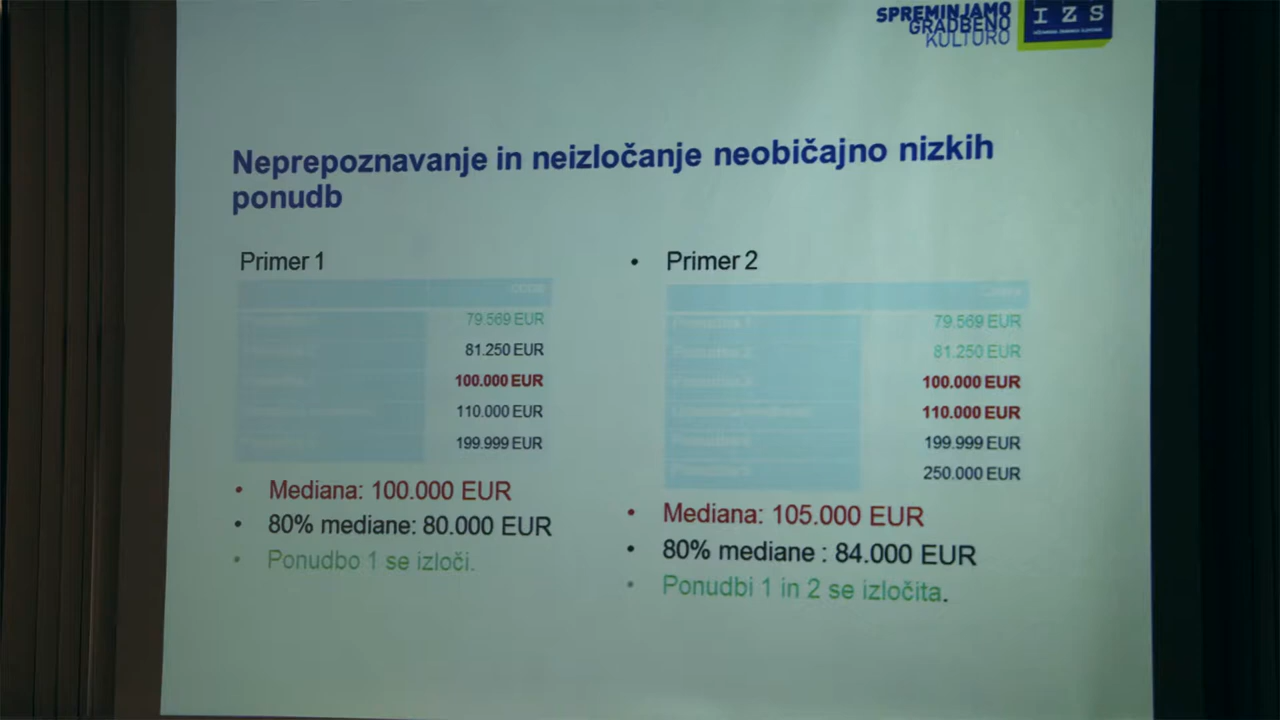 SPREMINJAMO
GRADBENO
KULTURO
I Z S
Neprepoznavanje in neizločanje neobičajno nizkih
ponudb
Primer 1
79.569 EUR
81.250 EUR
100.000 EUR
110.000 EUR
199.999 EUR
• Mediana: 100.000 EUR
• 80% mediane: 80.000 EUR
• Ponudbo 1 se izloči.
• Primer 2
79.569 EUR
81.250 EUR
100.000 EUR
110.000 EUR
199.999 EUR
250.000 EUR
• Mediana: 105.000 EUR
• 80% mediane : 84.000 EUR
• Ponudbi 1 in 2 se izločita.